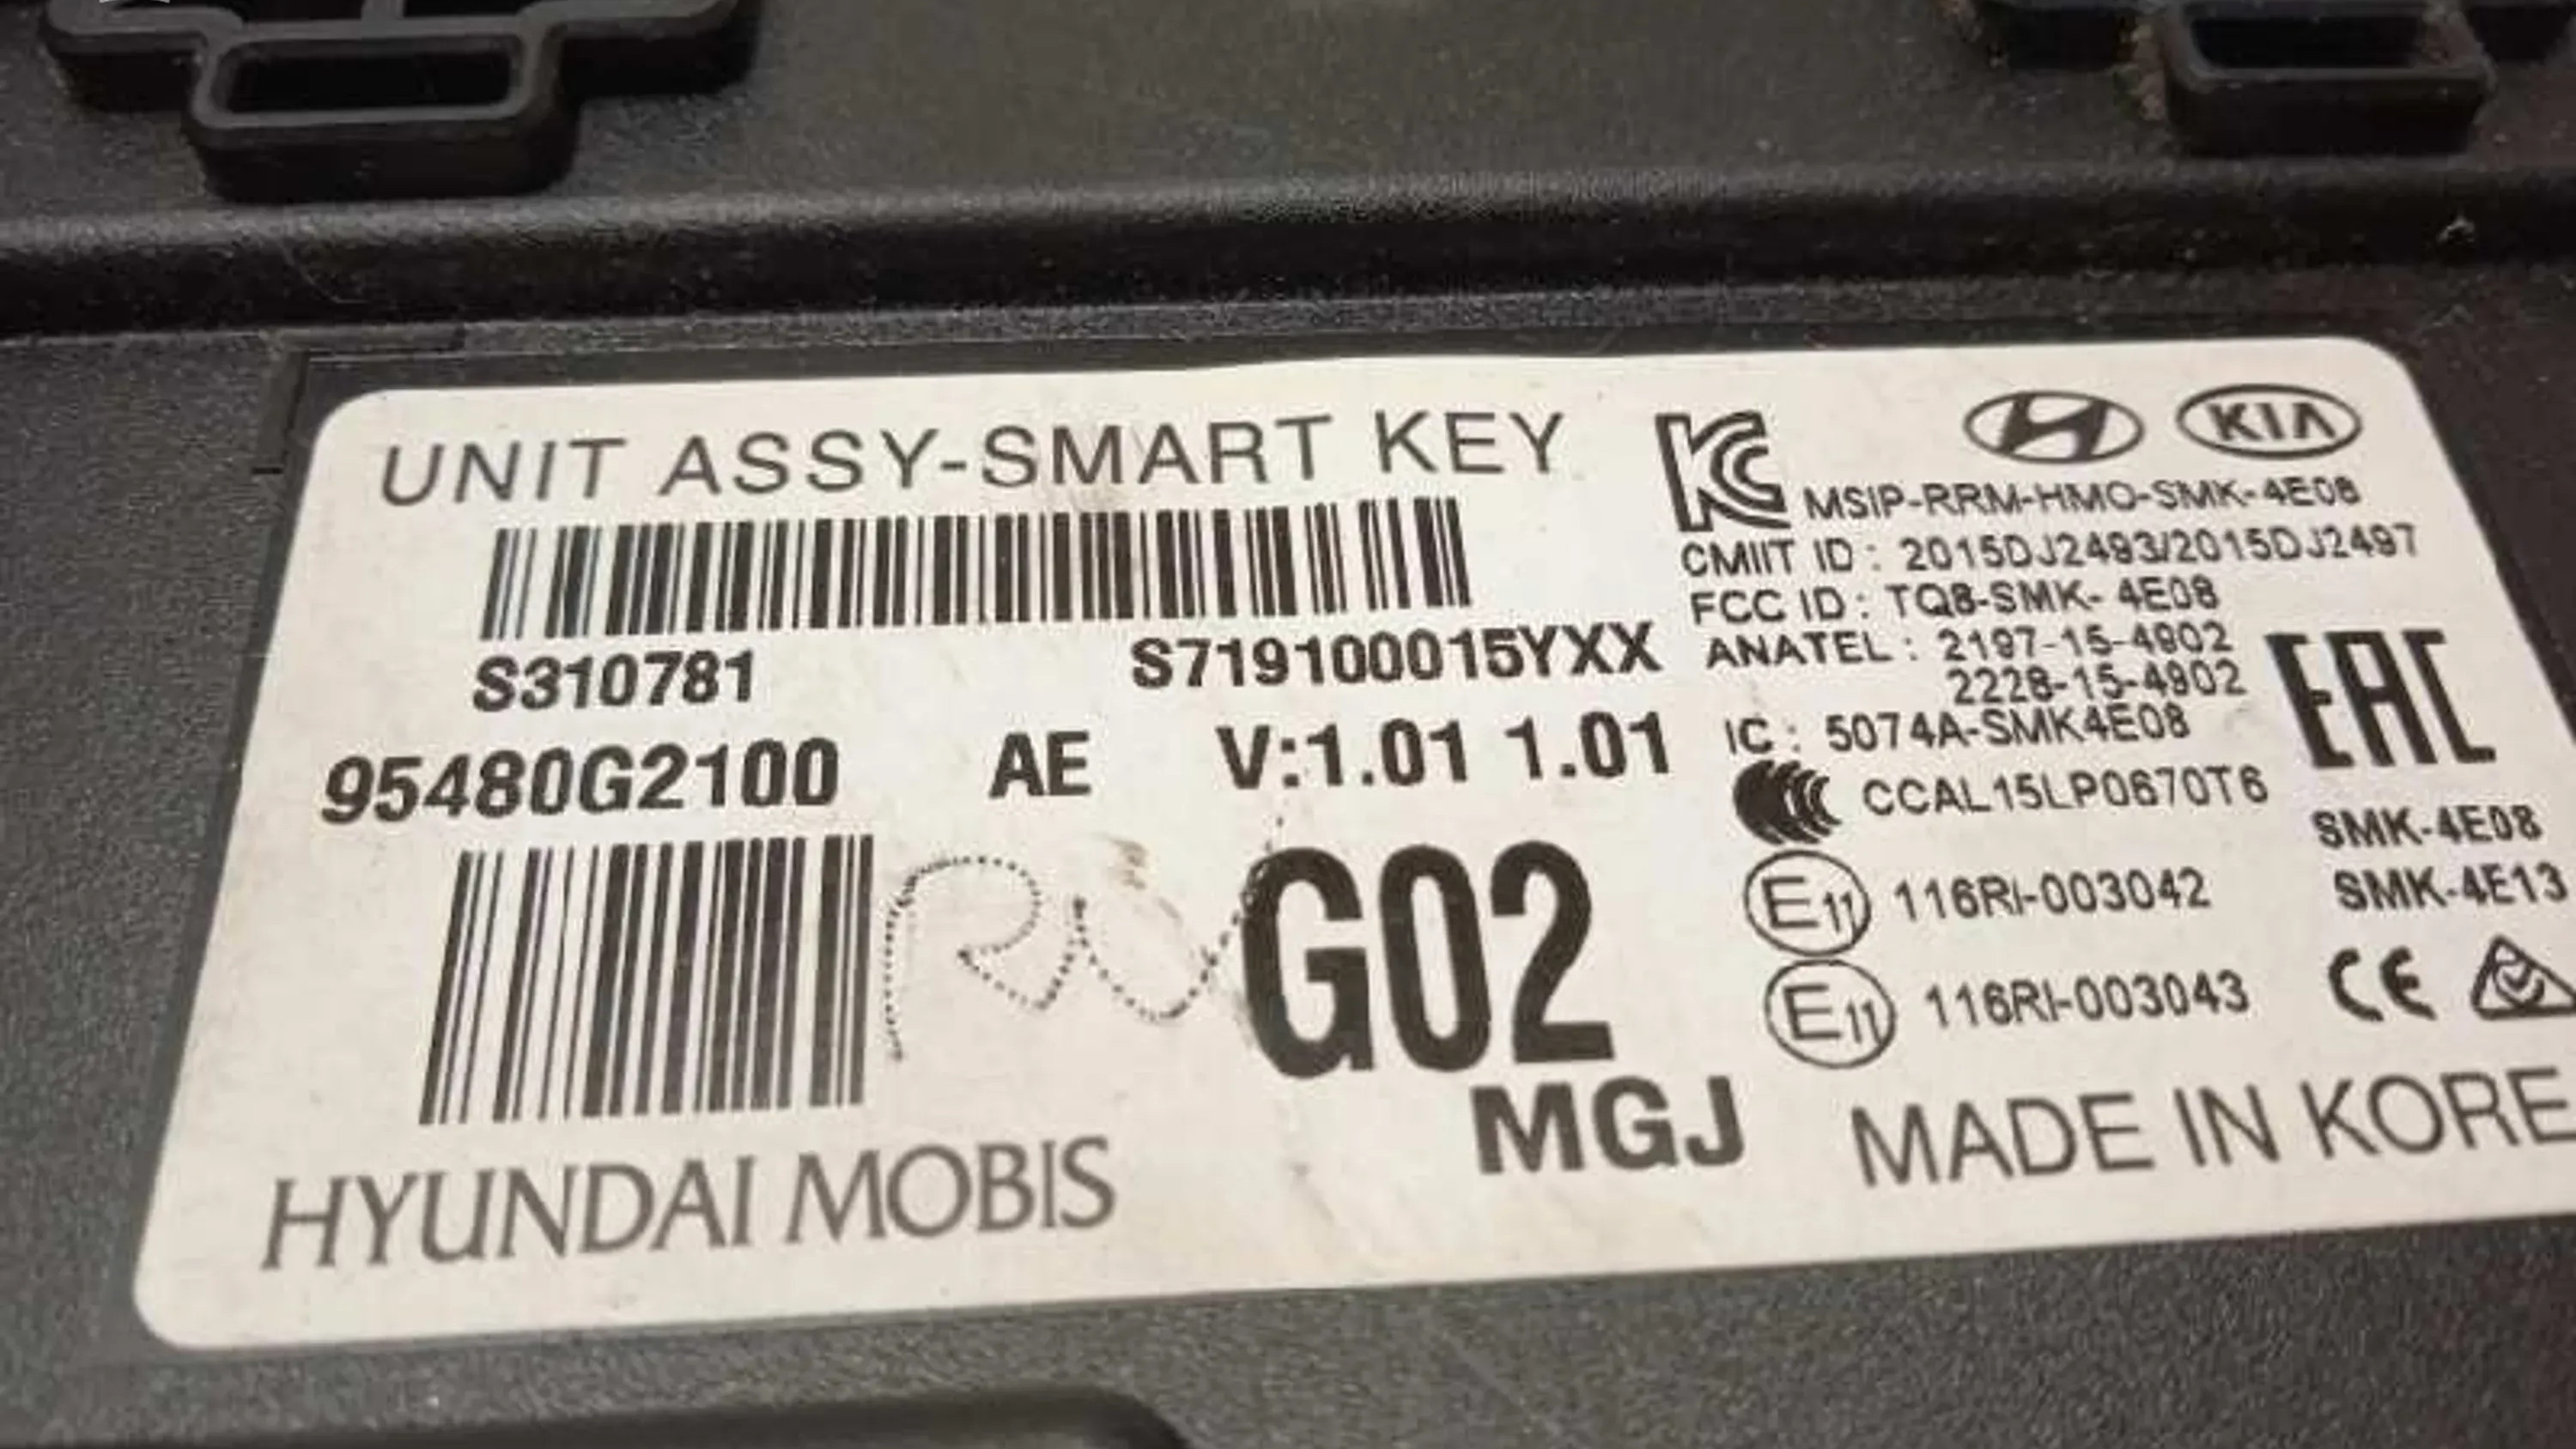 UNIT ASSY-SMART KEY
S310781 S719100015YXX
95480G2100 AE V:1.01 1.01
G02
MGJ
HYUNDAI MOBIS
KIA
MSIP-RRM-HMO-SMK-4E08
CMIIT ID : 2015DJ2493/2015DJ2497
FCC ID : TQ8-SMK- 4E08
ANATEL : 2197-15-4902
2228-15-4902
IC : 5074A-SMK4E08
CCAL15LP0670T6
EAC
SMK-4E08
SMK-4E13
E11 116RI-003042
E11 116RI-003043
CE
MADE IN KORE